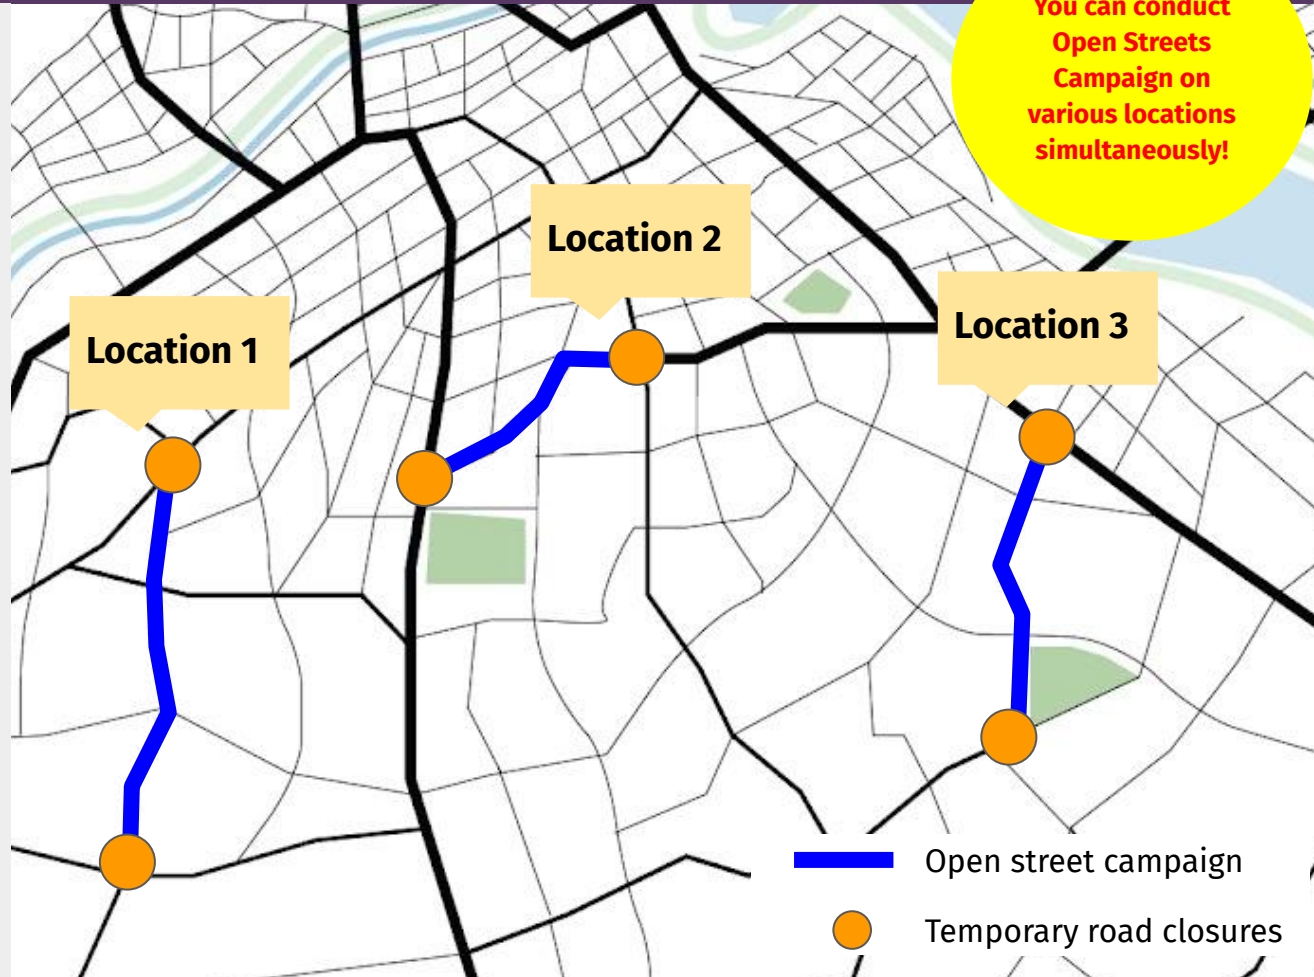 You can conduct
Open Streets
Campaign on
various locations
simultaneously!
Location 2
Location 3
Location 1
Open street campaign
Temporary road closures